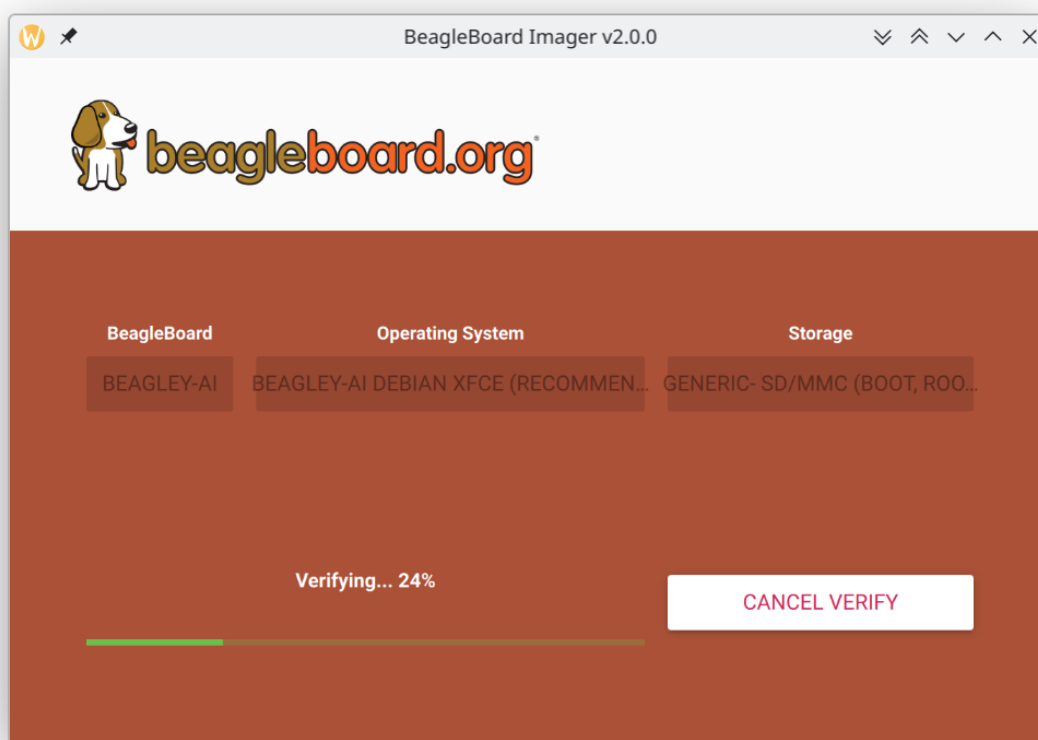 BeagleBoard Imager v2.0.0
beagleboard.org®
BeagleBoard Operating System Storage
BEAGLEY-AI BEAGLEY-AI DEBIAN XFCE (RECOMMEN... GENERIC- SD/MMC (BOOT, ROO...
Verifying... 24%
CANCEL VERIFY